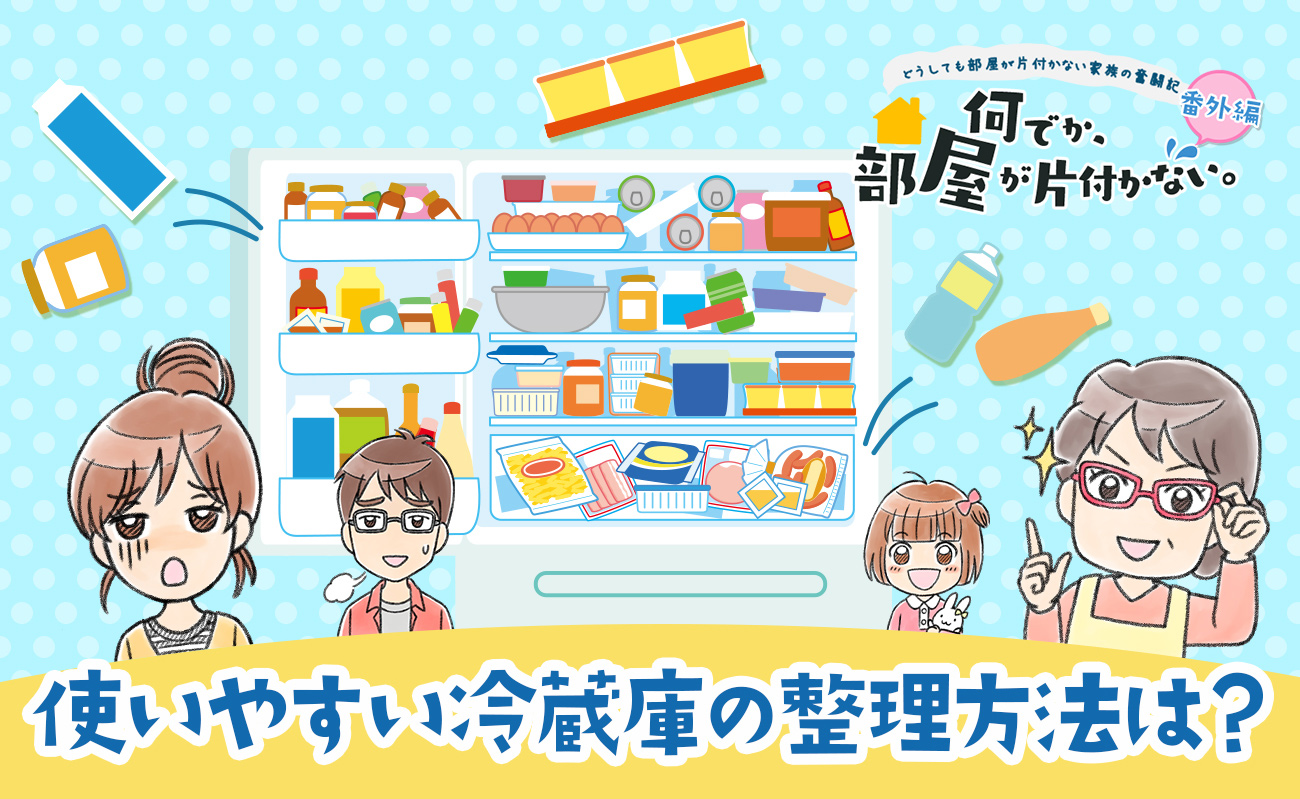 どうしても部屋が片付かない家族の奮闘記
番外編
何でか、
部屋が片付かない。
使いやすい冷蔵庫の整理方法は？